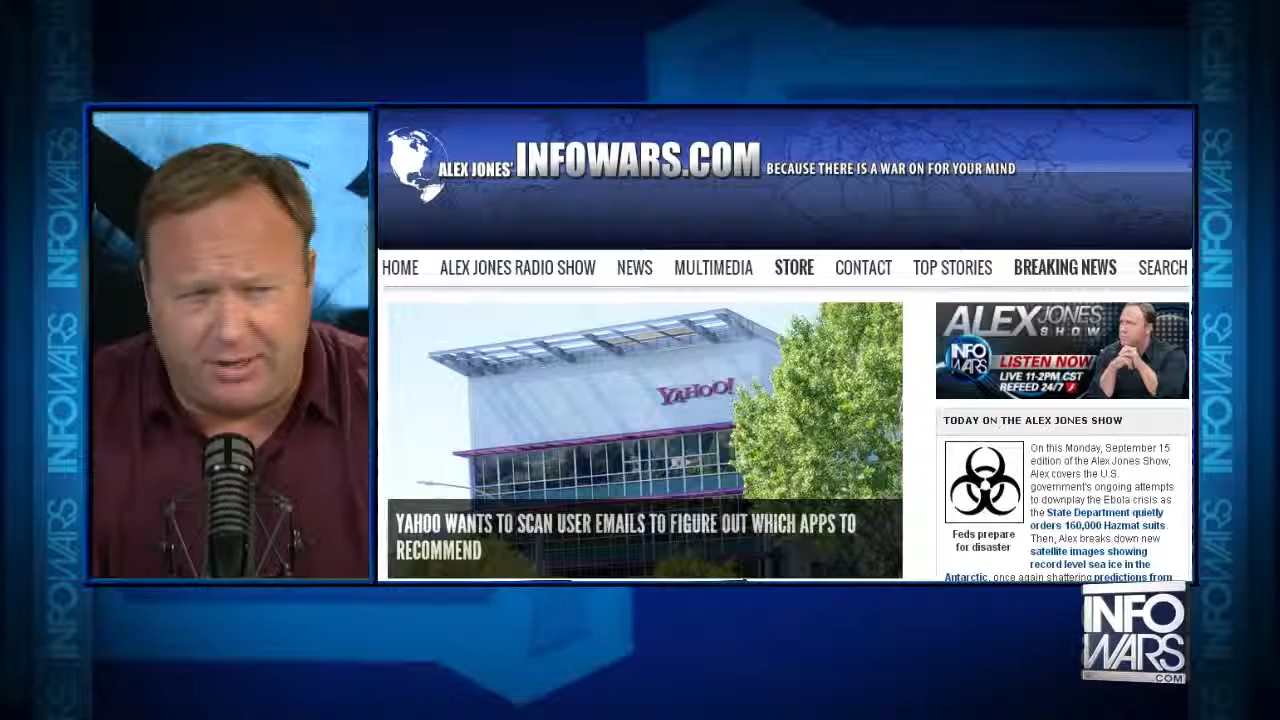 ALEX JONES' INFOWARS.COM BECAUSE THERE IS A WAR ON FOR YOUR MIND
HOME ALEX JONES RADIO SHOW NEWS MULTIMEDIA STORE CONTACT TOP STORIES BREAKING NEWS SEARCH
YAHOO!
YAHOO WANTS TO SCAN USER EMAILS TO FIGURE OUT WHICH APPS TO
RECOMMEND
ALEX JONES
SHOW
INFO
WARS
LISTEN NOW
LIVE 11-2PM CST
REFEED 24/7
TODAY ON THE ALEX JONES SHOW
Feds prepare
for disaster
On this Monday, September 15
edition of the Alex Jones Show,
Alex covers the U.S.
government's ongoing attempts
to downplay the Ebola crisis as
the State Department quietly
orders 160,000 Hazmat suits.
Then, Alex breaks down new
satellite images showing
record level sea ice in the
Antarctic, once again shattering predictions from
INFO
WARS
.COM
INFOWARS
INFOWARS
INFOWARS
INFOWARS